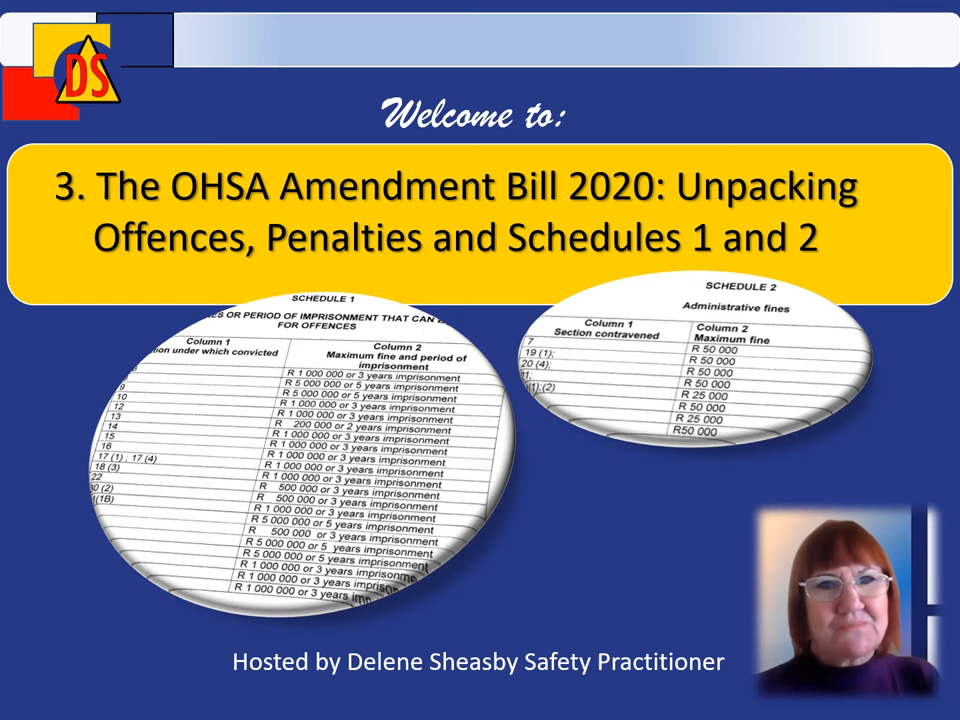 DS
Welcome to:
3. The OHSA Amendment Bill 2020: Unpacking
Offences, Penalties and Schedules 1 and 2
SCHEDULE 1
OR PERIOD OF IMPRISONMENT THAT CAN
FOR OFFENCES
Column 1
under which convicted
Column 2
Maximum fine and period of
imprisonment
R 1 000 000 or 3 years imprisonment
9 R 5 000 000 or 5 years imprisonment
10 R 5 000 000 or 5 years imprisonment
12 R 1 000 000 or 3 years imprisonment
13 R 1 000 000 or 3 years imprisonment
14 R 200 000 or 2 years imprisonment
15 R 1 000 000 or 3 years imprisonment
16 R 1 000 000 or 3 years imprisonment
17 (1) ; 17 (4) R 1 000 000 or 3 years imprisonment
18 (3) R 1 000 000 or 3 years imprisonment
22 R 500 000 or 3 years imprisonment
(2) R 500 000 or 3 years imprisonment
(1B) R 1 000 000 or 3 years imprisonment
R 5 000 000 or 5 years imprisonment
R 500 000 or 3 years imprisonment
R 5 000 000 or 5 years imprisonment
R 5 000 000 or 5 years imprisonment
R 1 000 000 or 3 years imprisonment
R 1 000 000 or 3 years imprisonment
R 1 000 000 or 3 years
SCHEDULE 2
Administrative fines
Column 1
Section contravened
Column 2
Maximum fine
7 R 50 000
19 (1); R 50 000
20 (4); R 50 000
R 50 000
(1);(2) R 25 000
R 50 000
R 25 000
R50 000
Hosted by Delene Sheasby Safety Practitioner